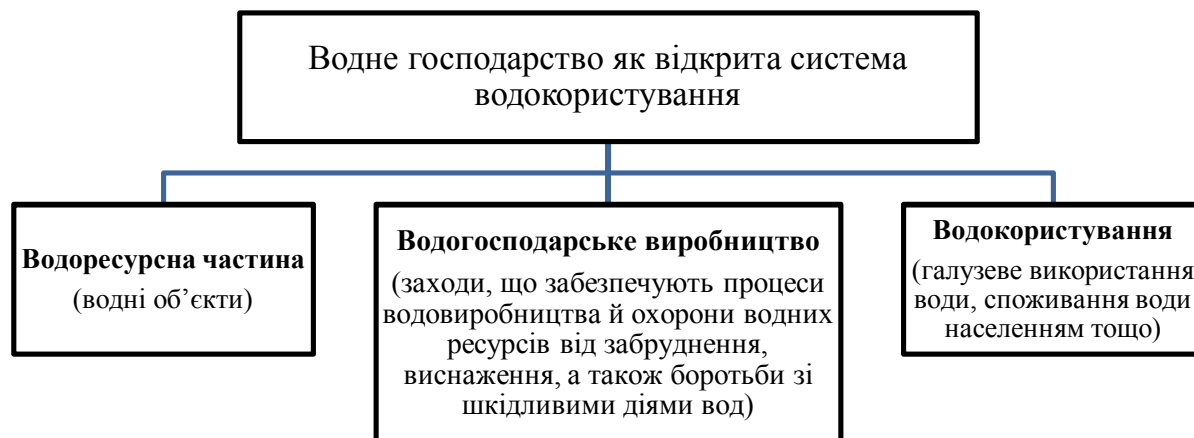 Водне господарство як відкрита система
водокористування
Водоресурсна частина
(водні об’єкти)
Водогосподарське виробництво
(заходи, що забезпечують процеси
водовиробництва й охорони водних
ресурсів від забруднення,
виснаження, а також боротьби зі
шкідливими діями вод)
Водокористування
(галузеве використання
води, споживання води
населенням тощо)